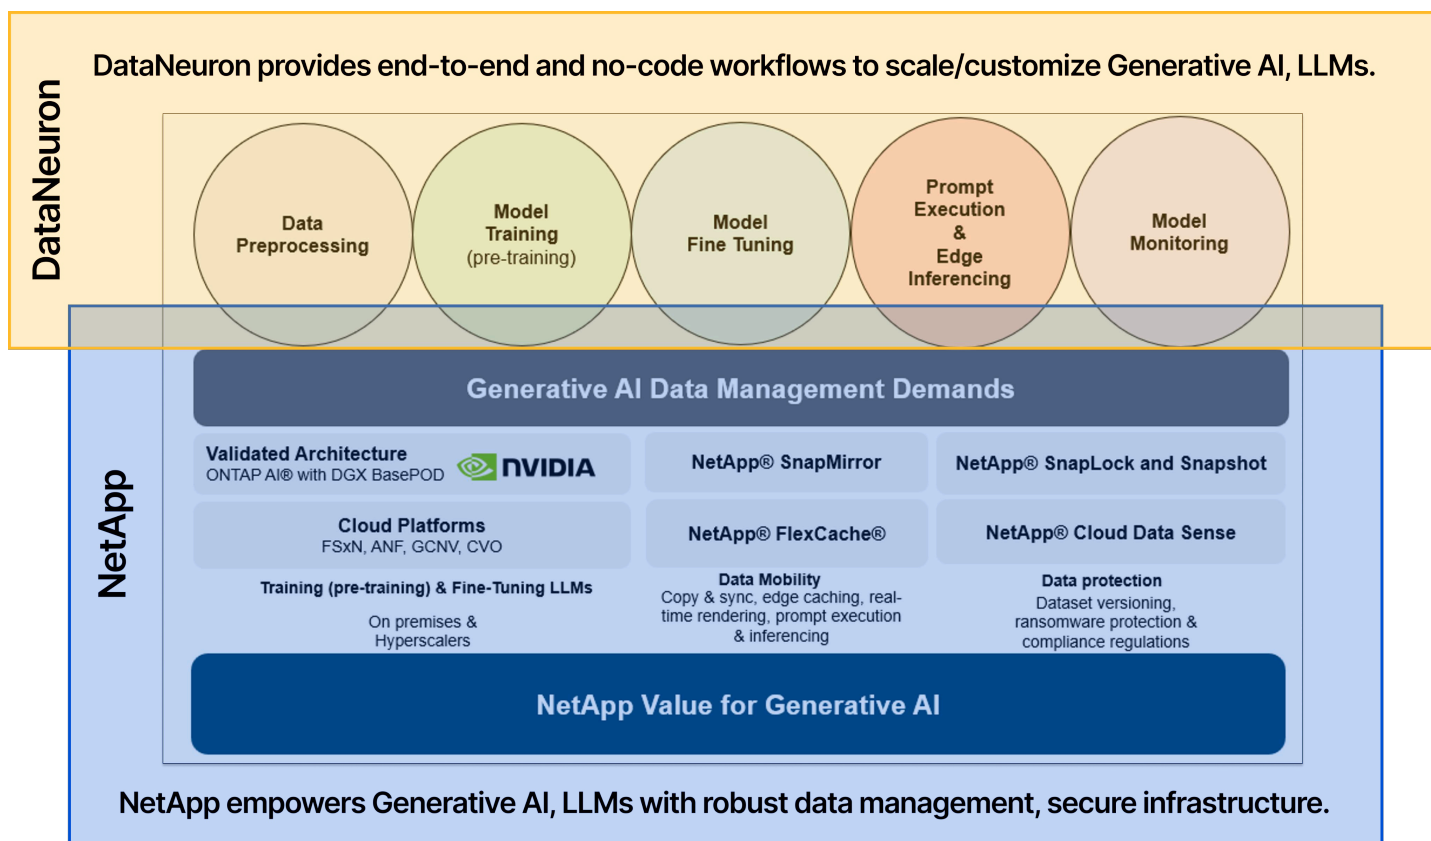 DataNeuron provides end-to-end and no-code workflows to scale/customize Generative AI, LLMs.
DataNeuron
Data
Preprocessing
Model
Training
(pre-training)
Model
Fine Tuning
Prompt
Execution
&
Edge
Inferencing
Model
Monitoring
Generative AI Data Management Demands
NetApp
Validated Architecture
ONTAP AI® with DGX BasePOD
NVIDIA
NetApp® SnapMirror
NetApp® SnapLock and Snapshot
Cloud Platforms
FSxN, ANF, GCNV, CVO
NetApp® FlexCache®
NetApp® Cloud Data Sense
Training (pre-training) & Fine-Tuning LLMs
On premises &
Hyperscalers
Data Mobility
Copy & sync, edge caching, real-
time rendering, prompt execution
& inferencing
Data protection
Dataset versioning,
ransomware protection &
compliance regulations
NetApp Value for Generative AI
NetApp empowers Generative AI, LLMs with robust data management, secure infrastructure.